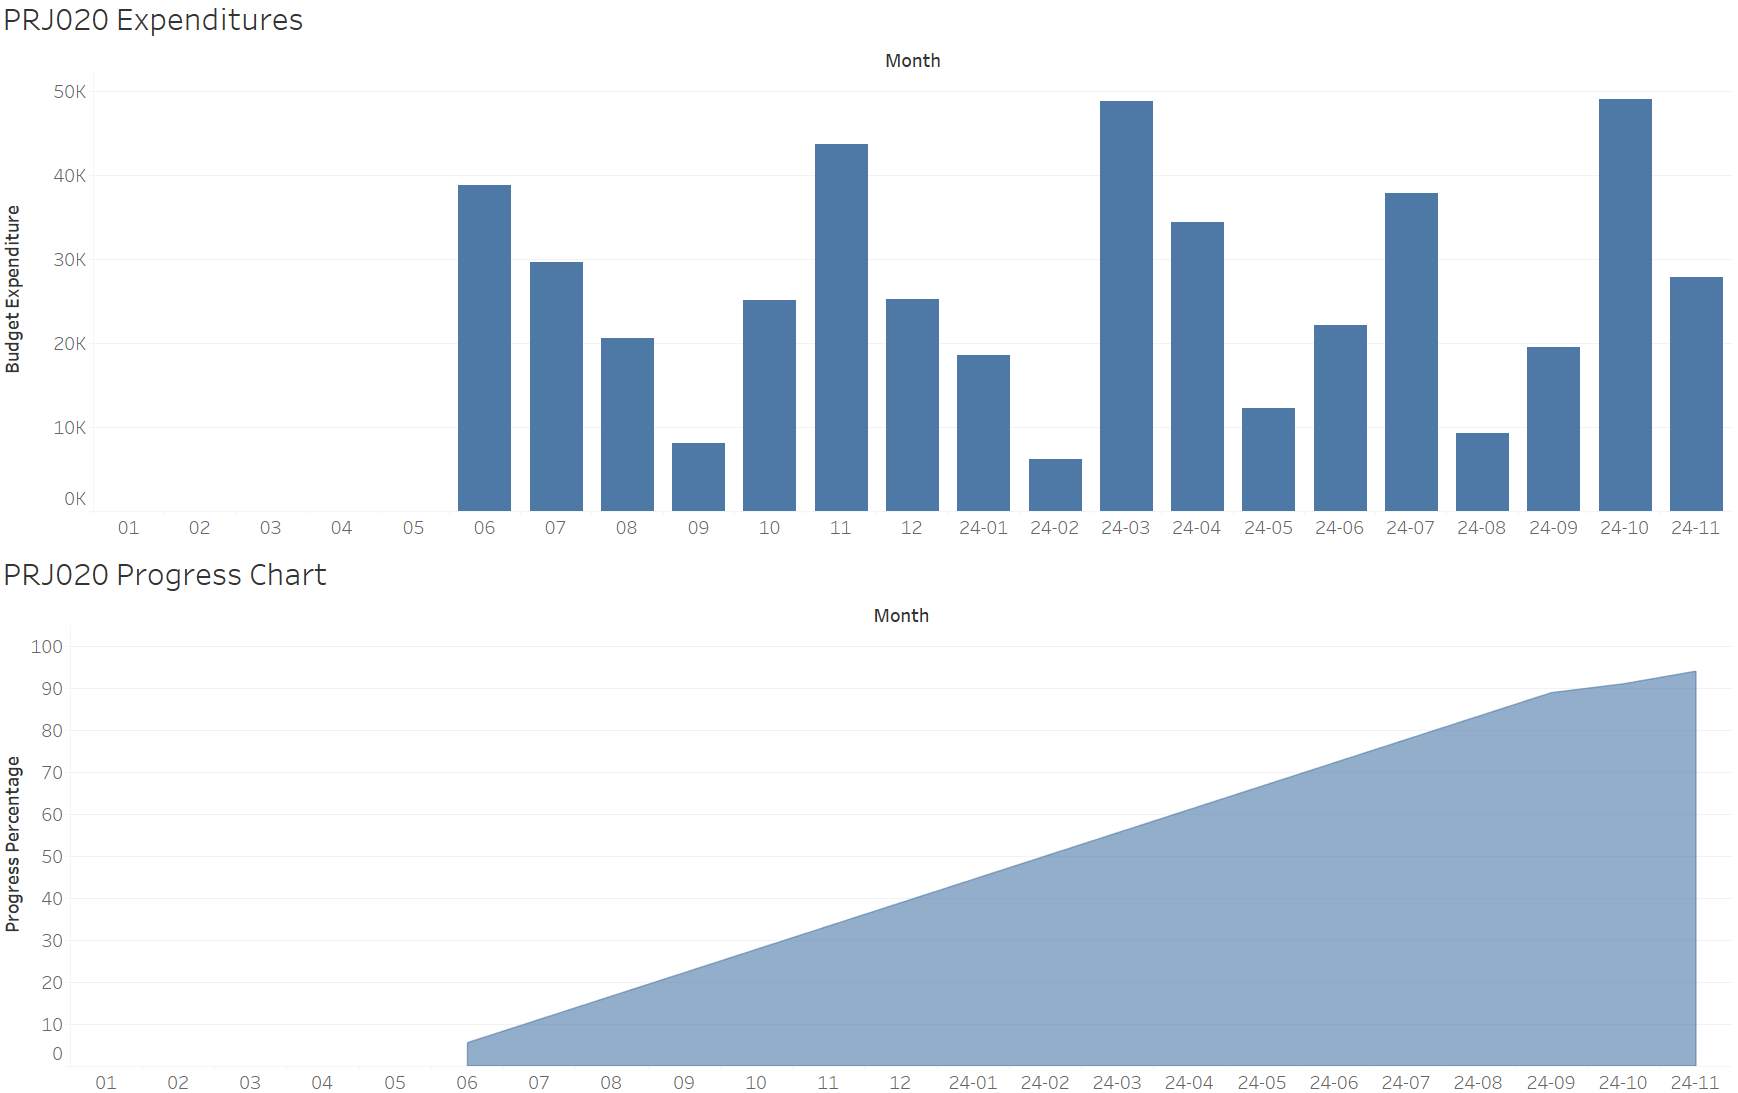 PRJ020 Expenditures
Month
Budget Expenditure
50K
40K
30K
20K
10K
0K
01 02 03 04 05 06 07 08 09 10 11 12 24-01 24-02 24-03 24-04 24-05 24-06 24-07 24-08 24-09 24-10 24-11
PRJ020 Progress Chart
Month
Progress Percentage
100
90
80
70
60
50
40
30
20
10
0
01 02 03 04 05 06 07 08 09 10 11 12 24-01 24-02 24-03 24-04 24-05 24-06 24-07 24-08 24-09 24-10 24-11